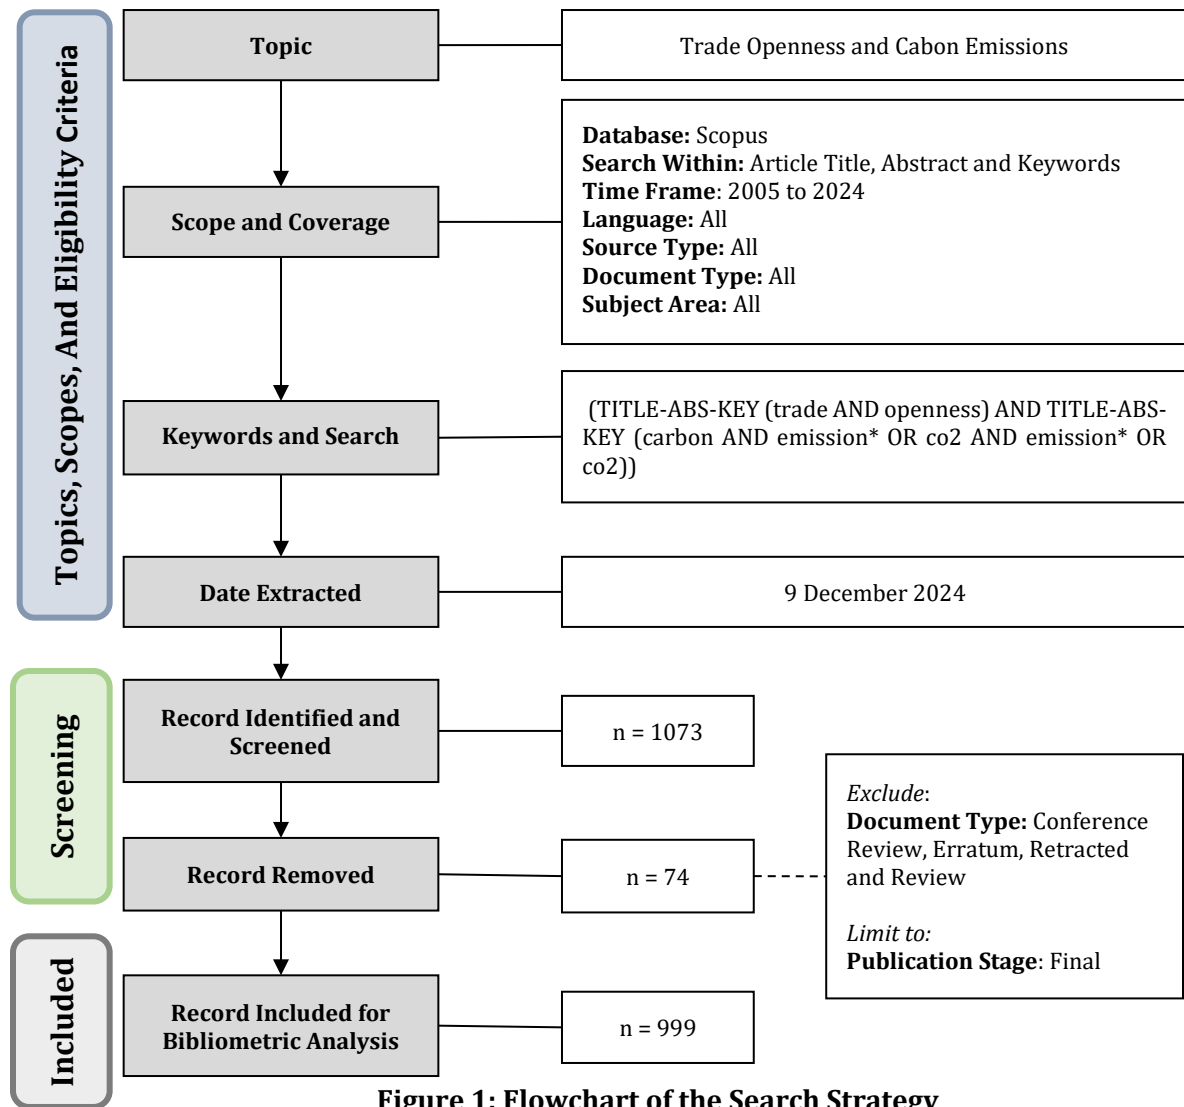 Topics, Scopes, And Eligibility Criteria
Topic
Trade Openness and Cabon Emissions
Scope and Coverage
Database: Scopus
Search Within: Article Title, Abstract and Keywords
Time Frame: 2005 to 2024
Language: All
Source Type: All
Document Type: All
Subject Area: All
Keywords and Search
(TITLE-ABS-KEY (trade AND openness) AND TITLE-ABS-
KEY (carbon AND emission* OR co2 AND emission* OR
co2))
Date Extracted
9 December 2024
Screening
Record Identified and
Screened
n = 1073
Record Removed
n = 74
Exclude:
Document Type: Conference
Review, Erratum, Retracted
and Review
Limit to:
Publication Stage: Final
Included
Record Included for
Bibliometric Analysis
n = 999
Figure 1: Flowchart of the Search Strategy